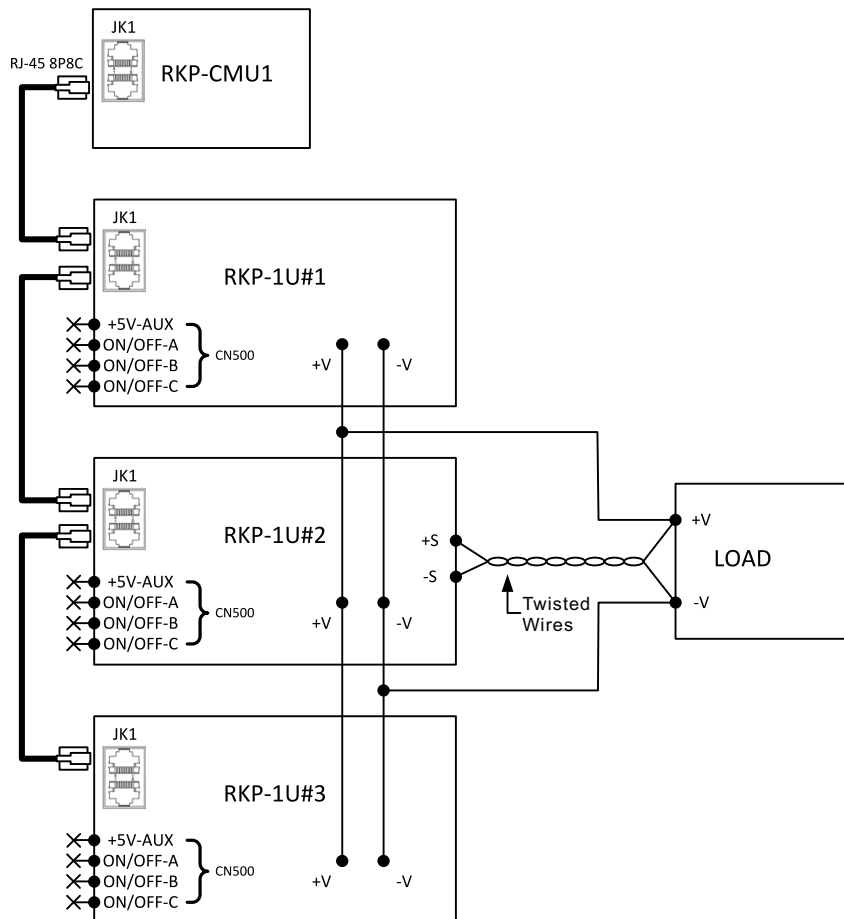 JK1
RJ-45 8P8C
RKP-CMU1
JK1
RKP-1U#1
+5V-AUX
ON/OFF-A
ON/OFF-B
ON/OFF-C
CN500
+V
-V
JK1
RKP-1U#2
+S
-S
+5V-AUX
ON/OFF-A
ON/OFF-B
ON/OFF-C
CN500
+V
-V
Twisted
Wires
+V
LOAD
-V
JK1
RKP-1U#3
+5V-AUX
ON/OFF-A
ON/OFF-B
ON/OFF-C
CN500
+V
-V